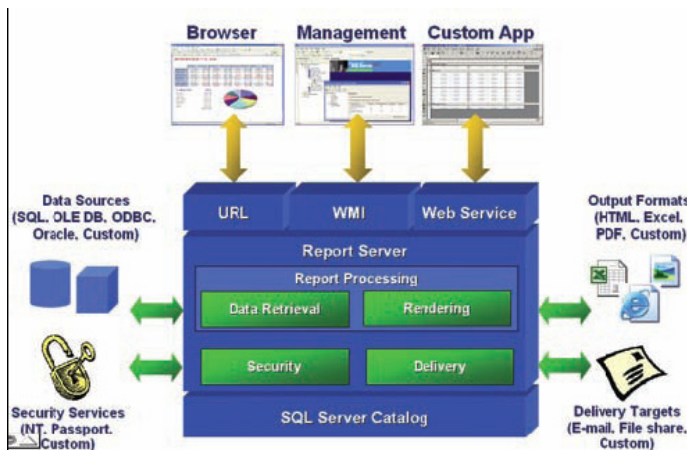 Browser
Management
Custom App
URL
WMI
Web Service
Data Sources
(SQL, OLE DB, ODBC,
Oracle, Custom)
Output Formats
(HTML, Excel,
PDF, Custom)
Report Server
Report Processing
Data Retrieval
Rendering
Security
Delivery
SQL Server Catalog
Security Services
(NT, Passport,
Custom)
Delivery Targets
(E-mail, File share,
Custom)